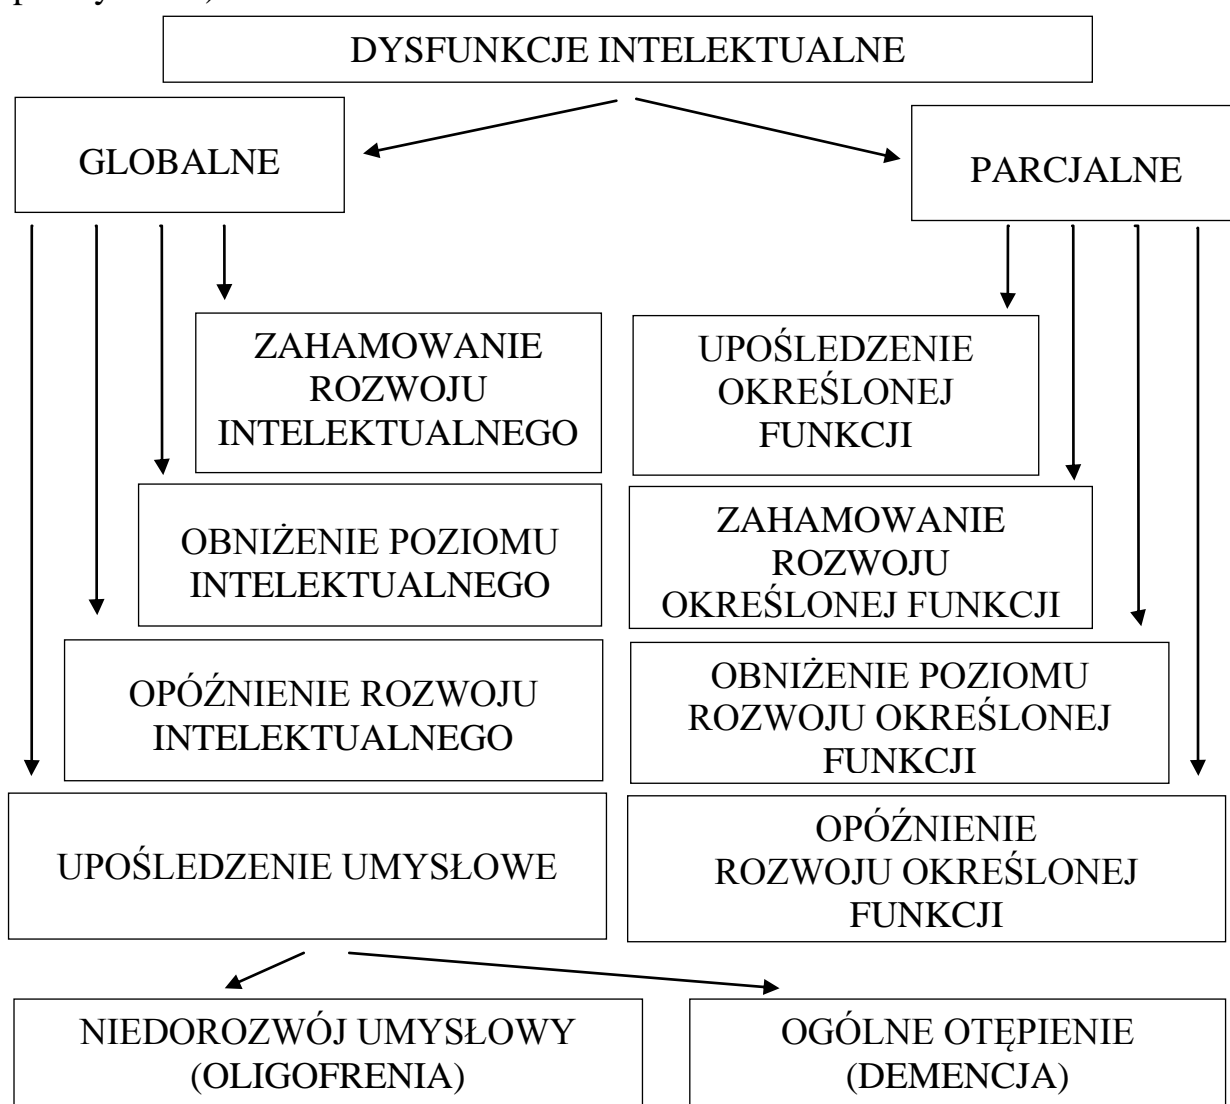 DYSFUNKCJE INTELEKTUALNE
GLOBALNE
PARCJALNE
ZAHAMOWANIE
ROZWOJU
INTELEKTUALNEGO
UPOŚLEDZENIE
OKREŚLONEJ
FUNKCJI
OBNIŻENIE POZIOMU
INTELEKTUALNEGO
ZAHAMOWANIE
ROZWOJU
OKREŚLONEJ FUNKCJI
OPÓŹNIENIE ROZWOJU
INTELEKTUALNEGO
OBNIŻENIE POZIOMU
ROZWOJU OKREŚLONEJ
FUNKCJI
UPOŚLEDZENIE UMYSŁOWE
OPÓŹNIENIE
ROZWOJU OKREŚLONEJ
FUNKCJI
NIEDOROZWÓJ UMYSŁOWY
(OLIGOFRENIA)
OGÓLNE OTĘPIENIE
(DEMENCJA)